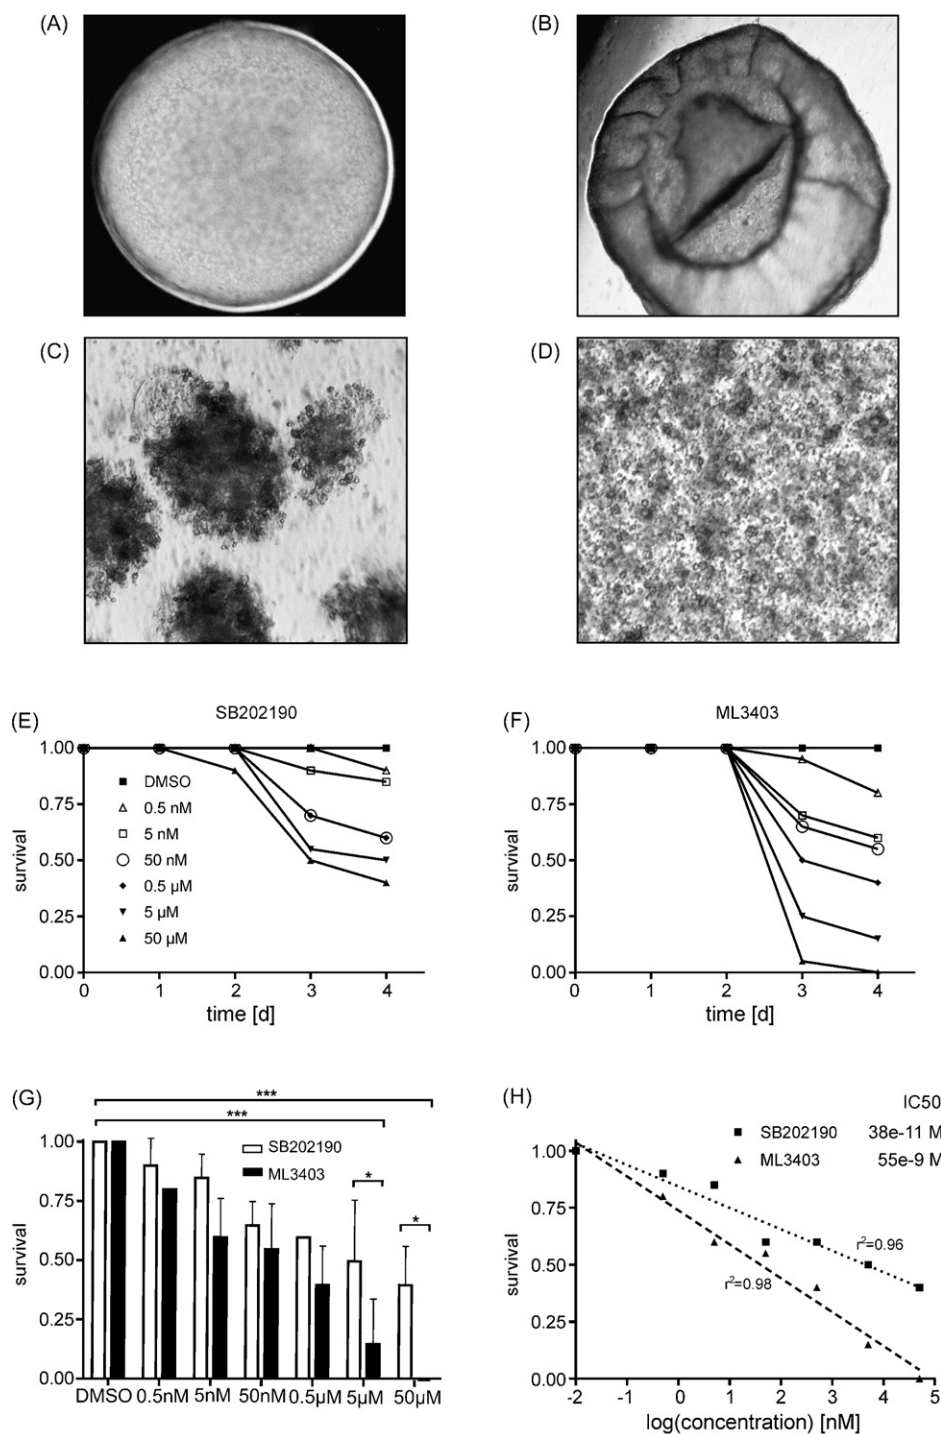 (A)
(B)
(C)
(D)
(E)
SB202190
survival
1.00
0.75
0.50
0.25
0.00
DMSO
0.5 nM
5 nM
50 nM
0.5 µM
5 µM
50 µM
0 1 2 3 4
time [d]
(F)
ML3403
survival
1.00
0.75
0.50
0.25
0.00
0 1 2 3 4
time [d]
(G)
***
***
SB202190
ML3403
*
*
survival
1.00
0.75
0.50
0.25
0.00
DMSO 0.5nM 5nM 50nM 0.5µM 5µM 50µM
(H)
IC50
SB202190 38e-11 M
ML3403 55e-9 M
survival
1.00
0.75
0.50
0.25
0.00
r²=0.96
r²=0.98
-2 -1 0 1 2 3 4 5
log(concentration) [nM]